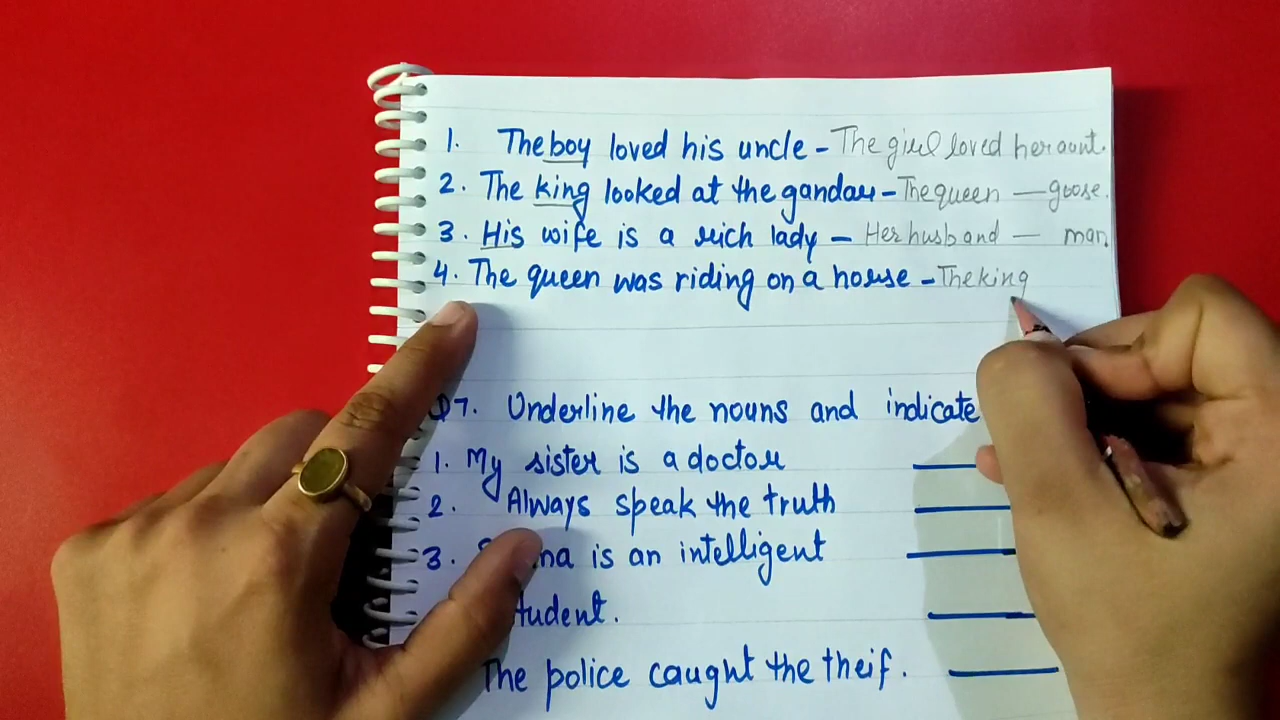 1. The boy loved his uncle - The girl loved her aunt.
2. The king looked at the gandar - The queen — goose.
3. His wife is a rich lady - Her husband — man.
4. The queen was riding on a horse - The king
Q7. Underline the nouns and indicate
1. My sister is a doctor
2. Always speak the truth
3. is an intelligent
student.
The police caught the theif.